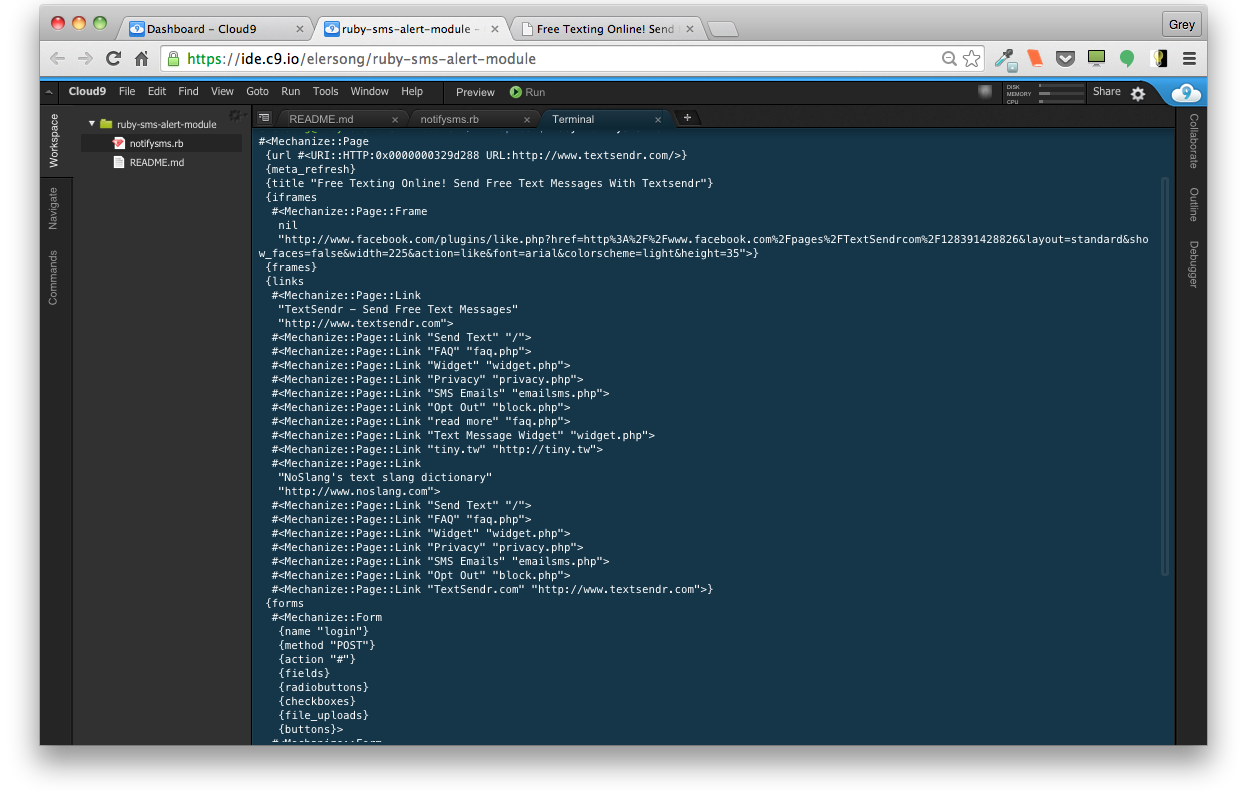 Dashboard - Cloud9
ruby-sms-alert-module -
Free Texting Online! Send
Grey
https://ide.c9.io/elersong/ruby-sms-alert-module
Cloud9 File Edit Find View Goto Run Tools Window Help Preview Run
DISK
MEMORY
CPU
Share
9
Workspace
Navigate
Commands
ruby-sms-alert-module
notifysms.rb
README.md
README.md
notifysms.rb
Terminal
#<Mechanize::Page
{url #<URI::HTTP:0x0000000329d288 URL:http://www.textsendr.com/>}
{meta_refresh}
{title "Free Texting Online! Send Free Text Messages With Textsendr"}
{iframes
#<Mechanize::Page::Frame
nil
"http://www.facebook.com/plugins/like.php?href=http%3A%2F%2Fwww.facebook.com%2Fpages%2FTextSendrcom%2F128391428826&layout=standard&sho
w_faces=false&width=225&action=like&font=arial&colorscheme=light&height=35">}
{frames}
{links
#<Mechanize::Page::Link
"TextSendr - Send Free Text Messages"
"http://www.textsendr.com">
#<Mechanize::Page::Link "Send Text" "/">
#<Mechanize::Page::Link "FAQ" "faq.php">
#<Mechanize::Page::Link "Widget" "widget.php">
#<Mechanize::Page::Link "Privacy" "privacy.php">
#<Mechanize::Page::Link "SMS Emails" "emailsms.php">
#<Mechanize::Page::Link "Opt Out" "block.php">
#<Mechanize::Page::Link "read more" "faq.php">
#<Mechanize::Page::Link "Text Message Widget" "widget.php">
#<Mechanize::Page::Link "tiny.tw" "http://tiny.tw">
#<Mechanize::Page::Link
"NoSlang's text slang dictionary"
"http://www.noslang.com">
#<Mechanize::Page::Link "Send Text" "/">
#<Mechanize::Page::Link "FAQ" "faq.php">
#<Mechanize::Page::Link "Widget" "widget.php">
#<Mechanize::Page::Link "Privacy" "privacy.php">
#<Mechanize::Page::Link "SMS Emails" "emailsms.php">
#<Mechanize::Page::Link "Opt Out" "block.php">
#<Mechanize::Page::Link "TextSendr.com" "http://www.textsendr.com">}
{forms
#<Mechanize::Form
{name "login"}
{method "POST"}
{action "#"}
{fields}
{radiobuttons}
{checkboxes}
{file_uploads}
{buttons}>
#<Mechanize::Form
Collaborate
Outline
Debugger